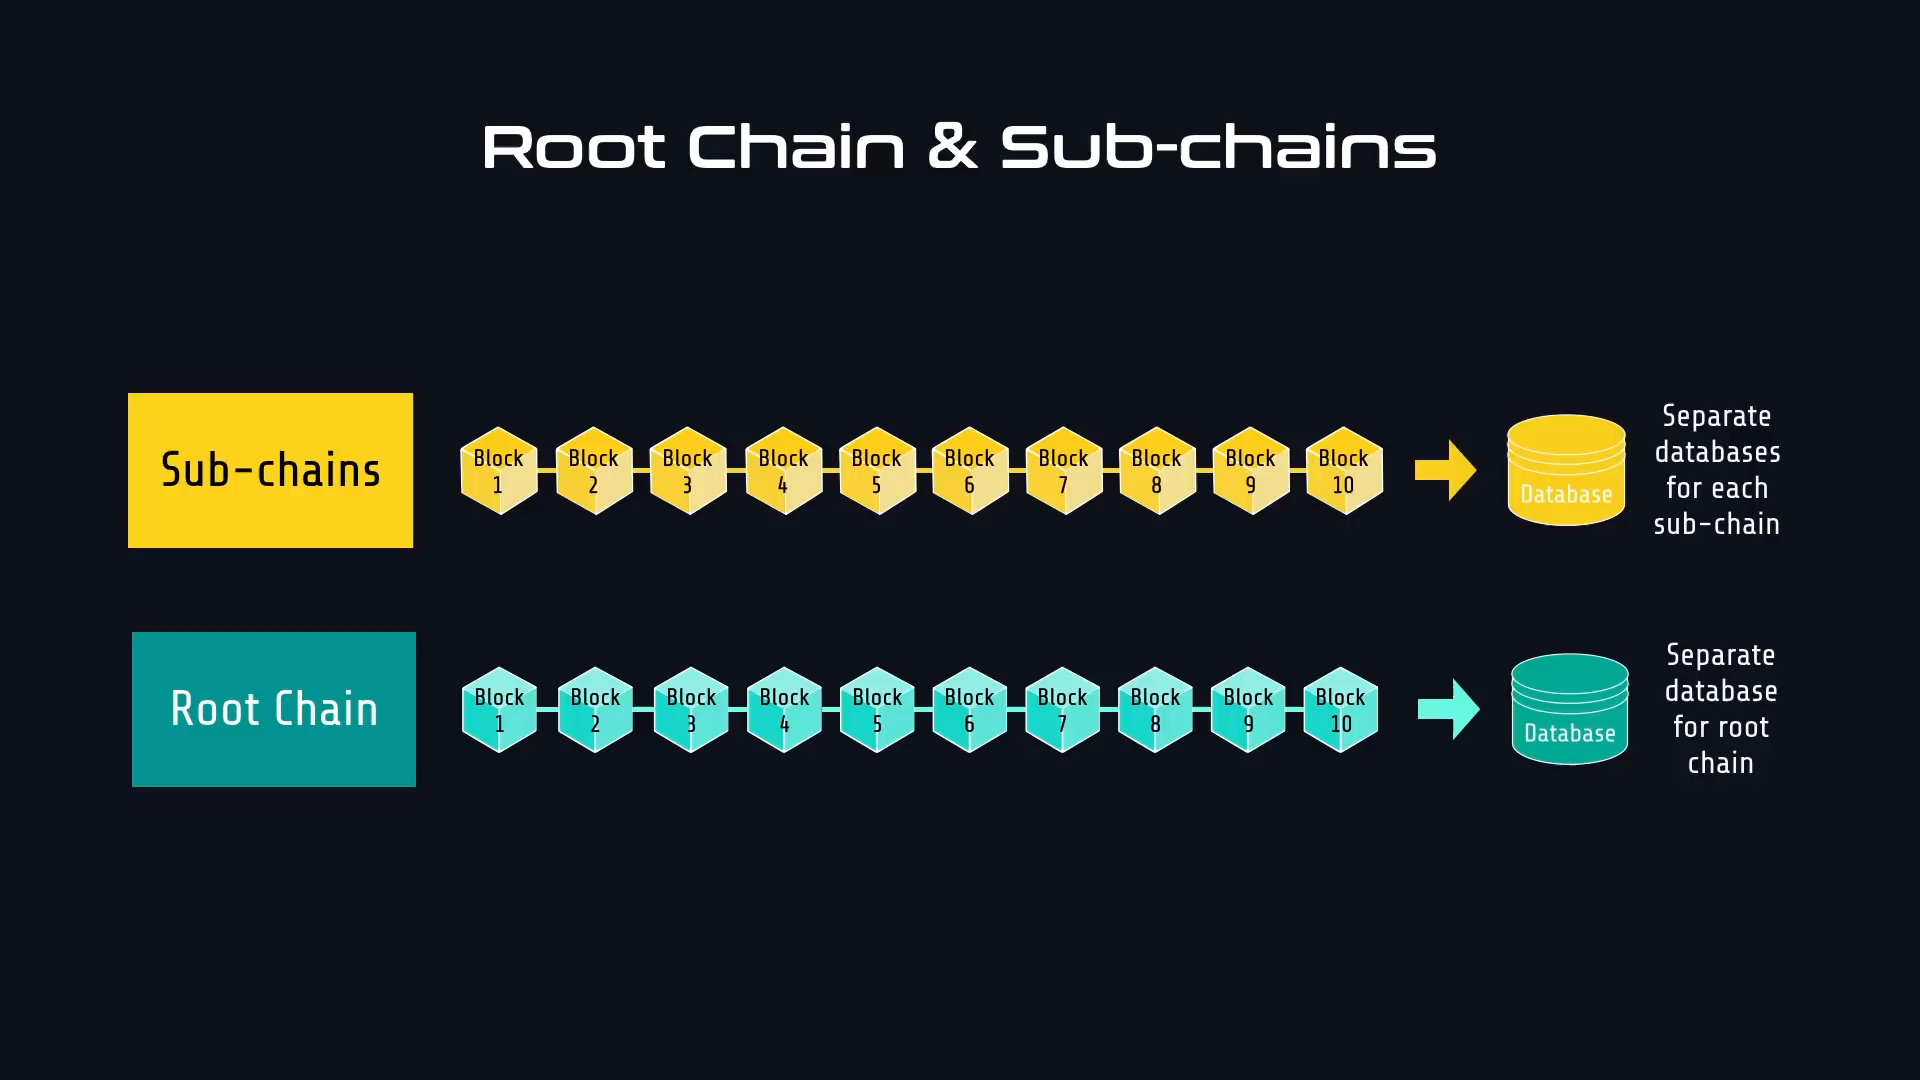 Root Chain & Sub-chains
Sub-chains
Block 1
Block 2
Block 3
Block 4
Block 5
Block 6
Block 7
Block 8
Block 9
Block 10
Database
Separate
databases
for each
sub-chain
Root Chain
Block 1
Block 2
Block 3
Block 4
Block 5
Block 6
Block 7
Block 8
Block 9
Block 10
Database
Separate
database
for root
chain